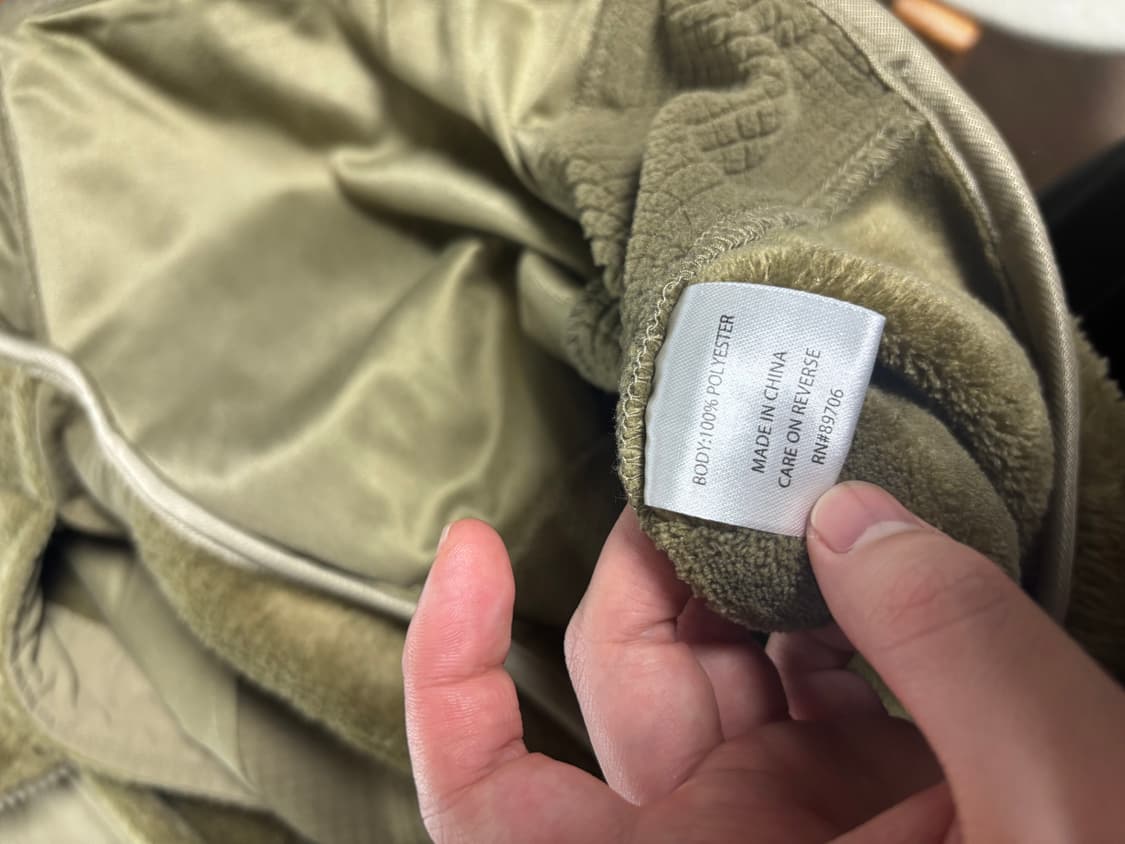 BODY:100% POLYESTER
MADE IN CHINA
CARE ON REVERSE
RN#89706